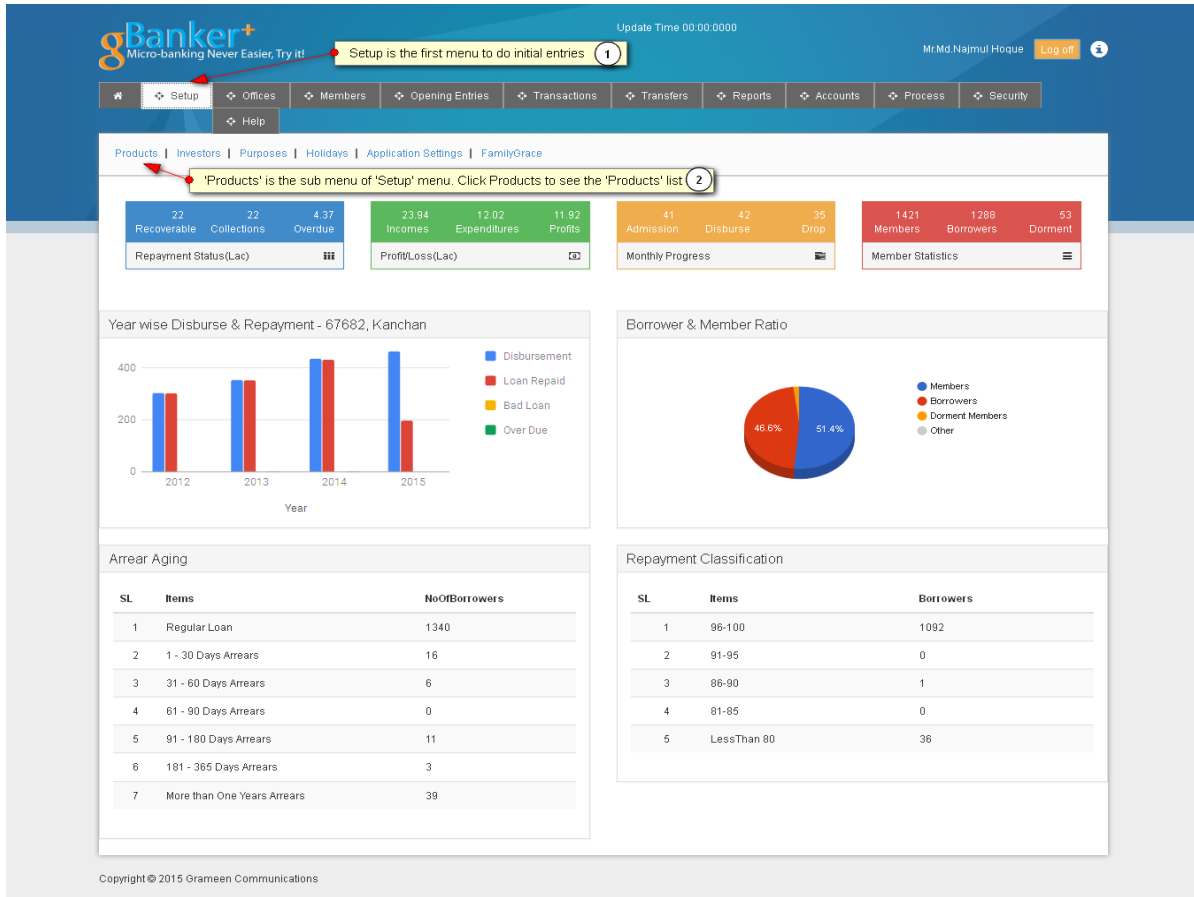 gBanker+
Micro-banking Never Easier, Try it!
Update Time 00:00:0000
Mr.Md.Najmul Hoque Log off i
Setup is the first menu to do initial entries 1
Setup Offices Members Opening Entries Transactions Transfers Reports Accounts Process Security
Help
Products | Investors | Purposes | Holidays | Application Settings | FamilyGrace
'Products' is the sub menu of 'Setup' menu. Click Products to see the 'Products' list 2
22 22 4.37 23.94 12.02 11.92 41 42 35 1421 1288 53
Recoverable Collections Overdue Incomes Expenditures Profits Admission Disburse Drop Members Borrowers Dorment
Repayment Status(Lac) Profit/Loss(Lac) Monthly Progress Member Statistics
Year wise Disburse & Repayment - 67682, Kanchan
400
200
0
2012 2013 2014 2015
Year
Disbursement
Loan Repaid
Bad Loan
Over Due
Borrower & Member Ratio
46.6% 51.4%
Members
Borrowers
Dorment Members
Other
Arrear Aging
SL Items NoOfBorrowers
1 Regular Loan 1340
2 1 - 30 Days Arrears 16
3 31 - 60 Days Arrears 6
4 61 - 90 Days Arrears 0
5 91 - 180 Days Arrears 11
6 181 - 365 Days Arrears 3
7 More than One Years Arrears 39
Repayment Classification
SL Items Borrowers
1 96-100 1092
2 91-95 0
3 86-90 1
4 81-85 0
5 LessThan 80 36
Copyright © 2015 Grameen Communications